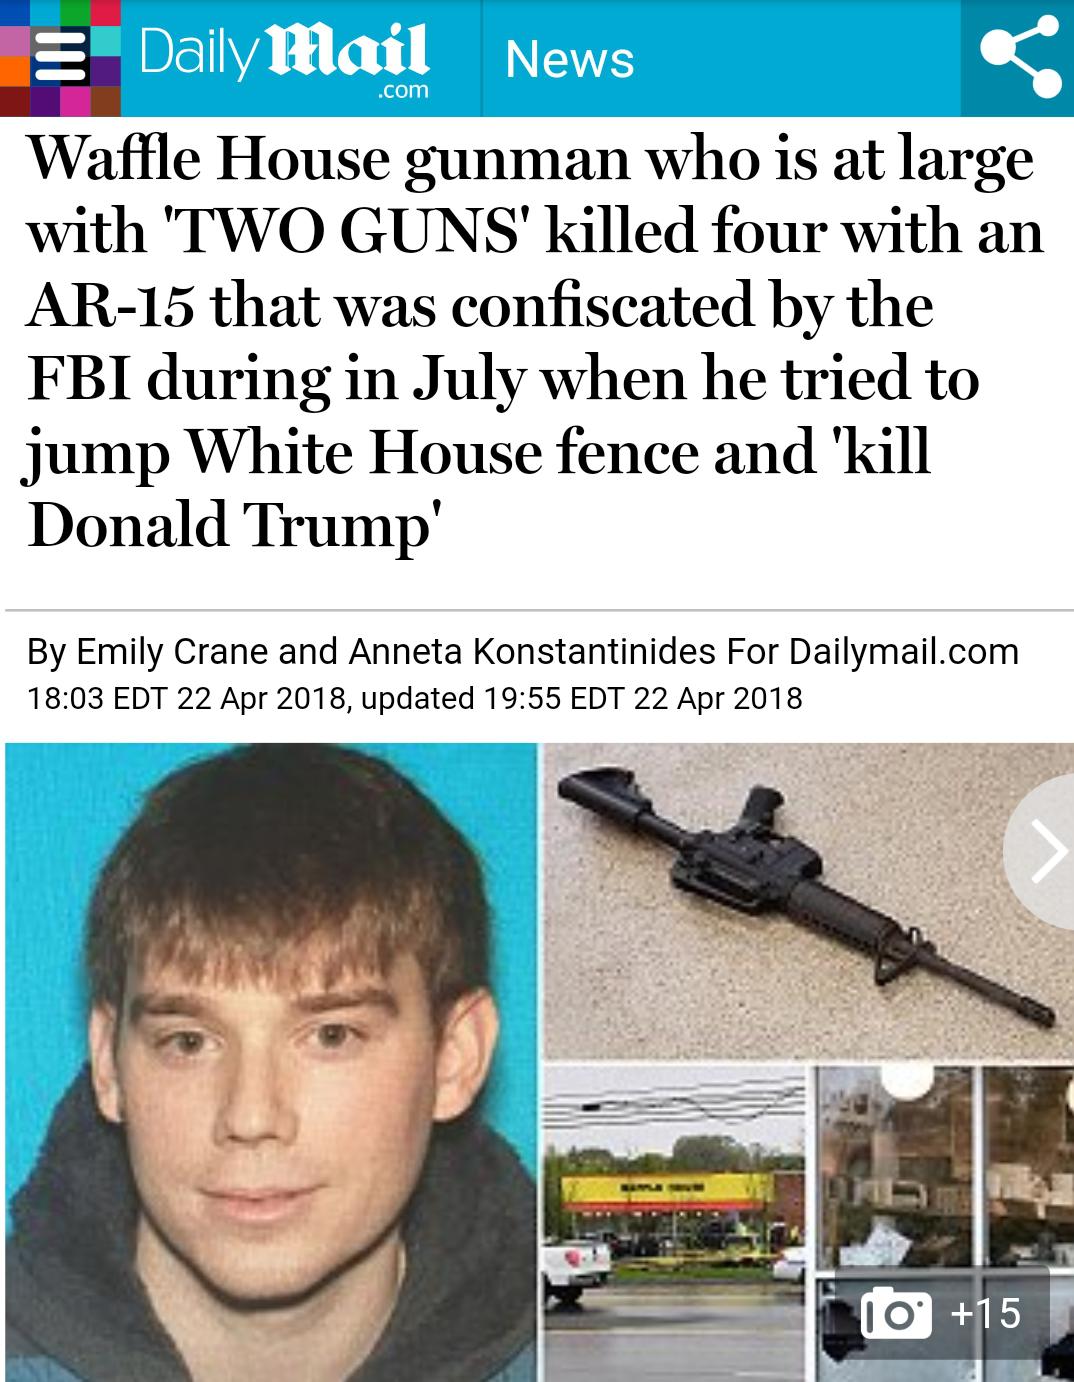 Daily Mail
.com
News
Waffle House gunman who is at large
with 'TWO GUNS' killed four with an
AR-15 that was confiscated by the
FBI during in July when he tried to
jump White House fence and 'kill
Donald Trump'
By Emily Crane and Anneta Konstantinides For Dailymail.com
18:03 EDT 22 Apr 2018, updated 19:55 EDT 22 Apr 2018
WAFFLE HOUSE
+15